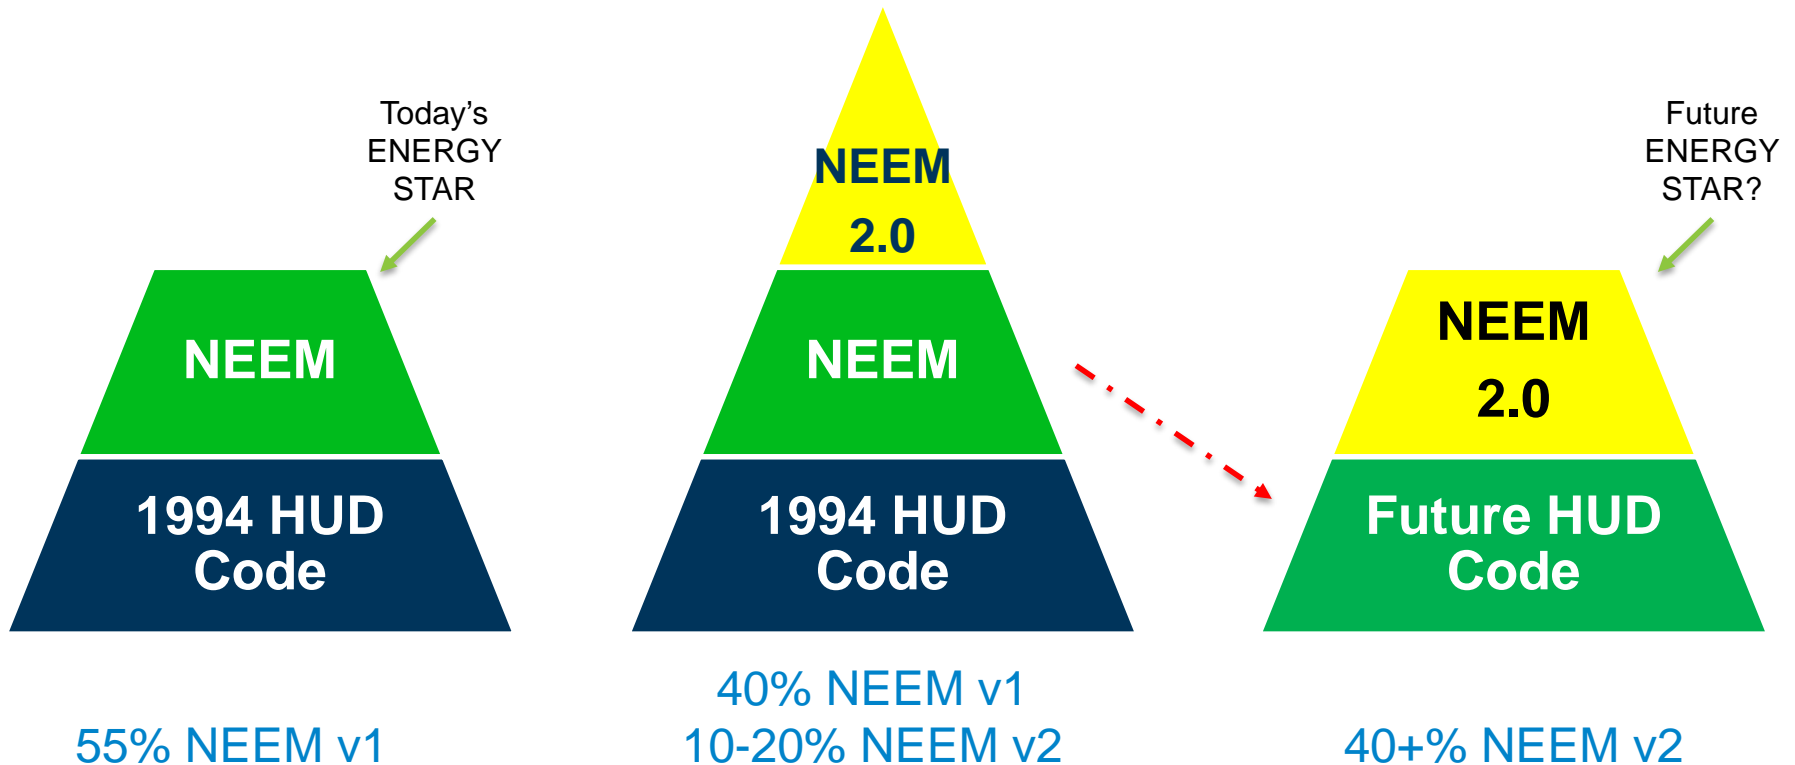 Today’s
ENERGY
STAR
NEEM
1994 HUD
Code
55% NEEM v1
NEEM
2.0
NEEM
1994 HUD
Code
40% NEEM v1
10-20% NEEM v2
Future
ENERGY
STAR?
NEEM
2.0
Future HUD
Code
40+% NEEM v2